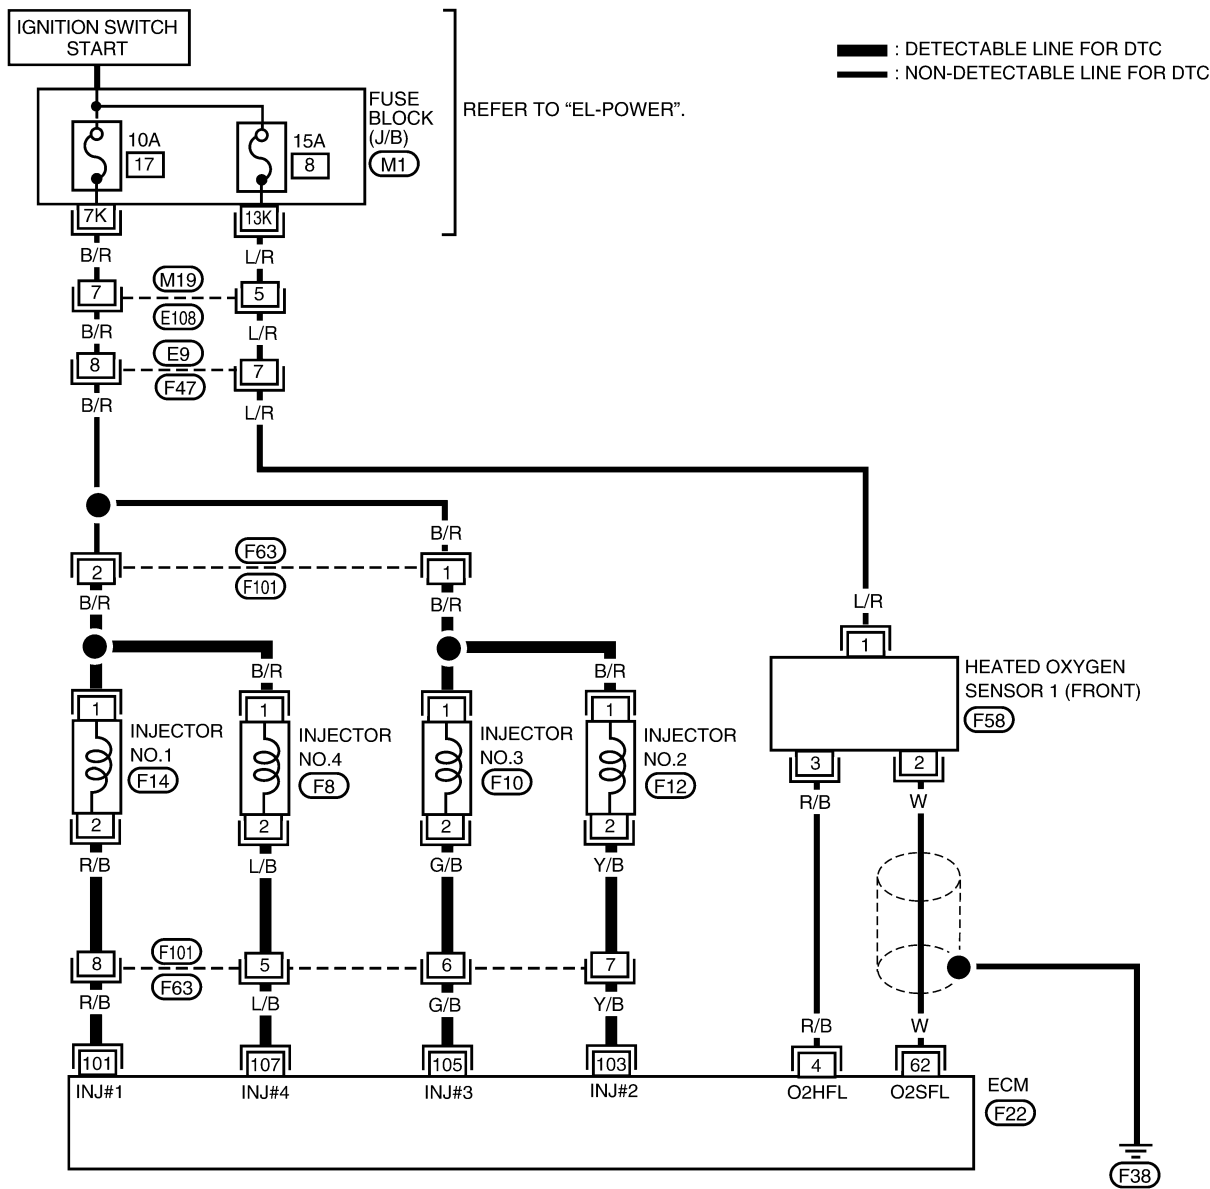 IGNITION SWITCH
START
: DETECTABLE LINE FOR DTC
: NON-DETECTABLE LINE FOR DTC
FUSE
BLOCK
(J/B)
M1
REFER TO “EL-POWER”.
10A
17
15A
8
7K
13K
B/R
L/R
7
M19
E108
5
B/R
L/R
8
E9
F47
7
B/R
L/R
B/R
2
F63
F101
1
B/R
B/R
L/R
1
B/R
B/R
HEATED OXYGEN
SENSOR 1 (FRONT)
F58
1
1
1
1
INJECTOR
NO.1
F14
INJECTOR
NO.4
F8
INJECTOR
NO.3
F10
INJECTOR
NO.2
F12
3
2
R/B
W
2
2
2
2
R/B
L/B
G/B
Y/B
8
F101
F63
5
6
7
R/B
L/B
G/B
Y/B
R/B
W
101
107
105
103
4
62
INJ#1
INJ#4
INJ#3
INJ#2
O2HFL
O2SFL
ECM
F22
F38